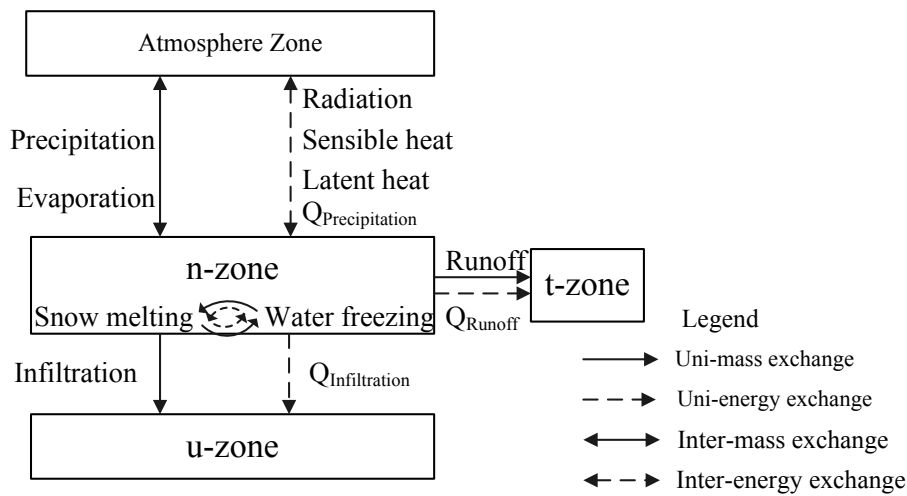 Atmosphere Zone
Radiation
Precipitation
Sensible heat
Latent heat
Evaporation
QPrecipitation
n-zone
Runoff
t-zone
Snow melting
Water freezing
QRunoff
Infiltration
QInfiltration
u-zone
Legend
Uni-mass exchange
Uni-energy exchange
Inter-mass exchange
Inter-energy exchange